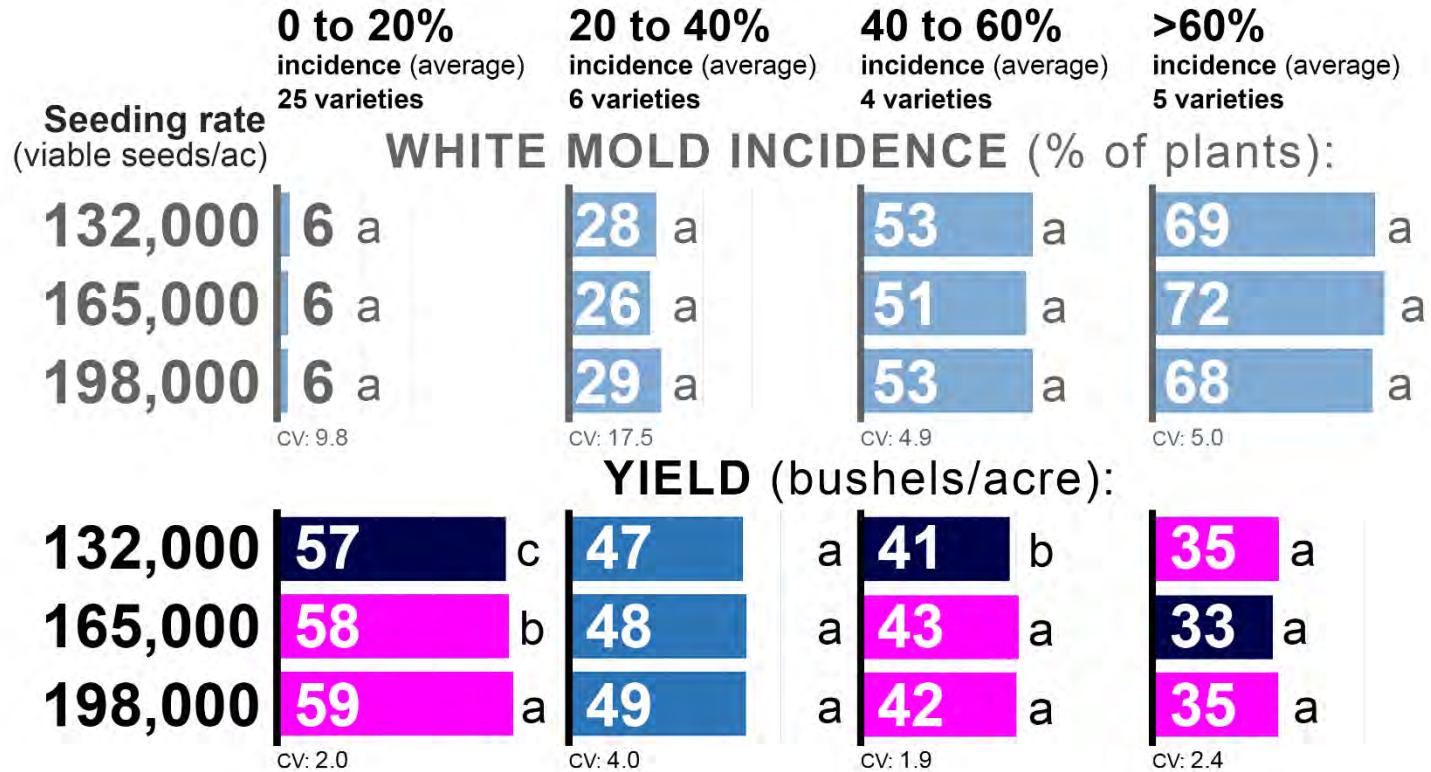 0 to 20% 20 to 40% 40 to 60% >60%
incidence (average) incidence (average) incidence (average) incidence (average)
25 varieties 6 varieties 4 varieties 5 varieties
Seeding rate
(viable seeds/ac)
WHITE MOLD INCIDENCE (% of plants):
132,000 6 a 28 a 53 a 69 a
165,000 6 a 26 a 51 a 72 a
198,000 6 a 29 a 53 a 68 a
CV: 9.8 CV: 17.5 CV: 4.9 CV: 5.0
YIELD (bushels/acre):
132,000 57 c 47 a 41 b 35 a
165,000 58 b 48 a 43 a 33 a
198,000 59 a 49 a 42 a 35 a
CV: 2.0 CV: 4.0 CV: 1.9 CV: 2.4